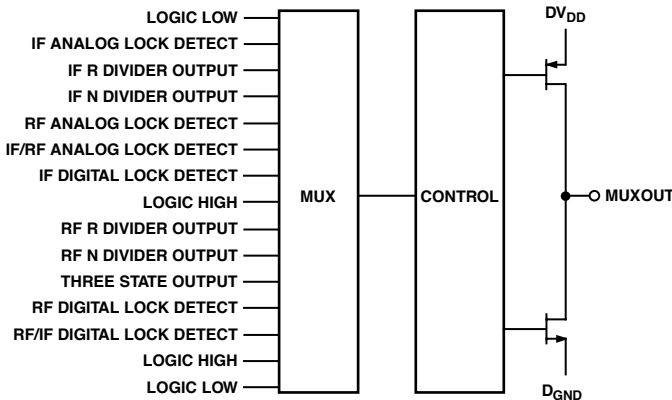 LOGIC LOW
IF ANALOG LOCK DETECT
IF R DIVIDER OUTPUT
IF N DIVIDER OUTPUT
RF ANALOG LOCK DETECT
IF/RF ANALOG LOCK DETECT
IF DIGITAL LOCK DETECT
LOGIC HIGH
RF R DIVIDER OUTPUT
RF N DIVIDER OUTPUT
THREE STATE OUTPUT
RF DIGITAL LOCK DETECT
RF/IF DIGITAL LOCK DETECT
LOGIC HIGH
LOGIC LOW
MUX
CONTROL
DVDD
MUXOUT
DGND